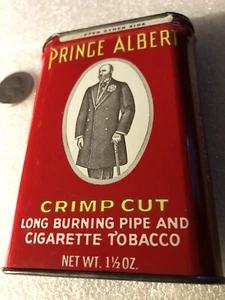 OPEN OTHER SIDE
PRINCE ALBERT
CRIMP CUT
LONG BURNING PIPE AND
CIGARETTE TOBACCO
NET WT. 1½ OZ.